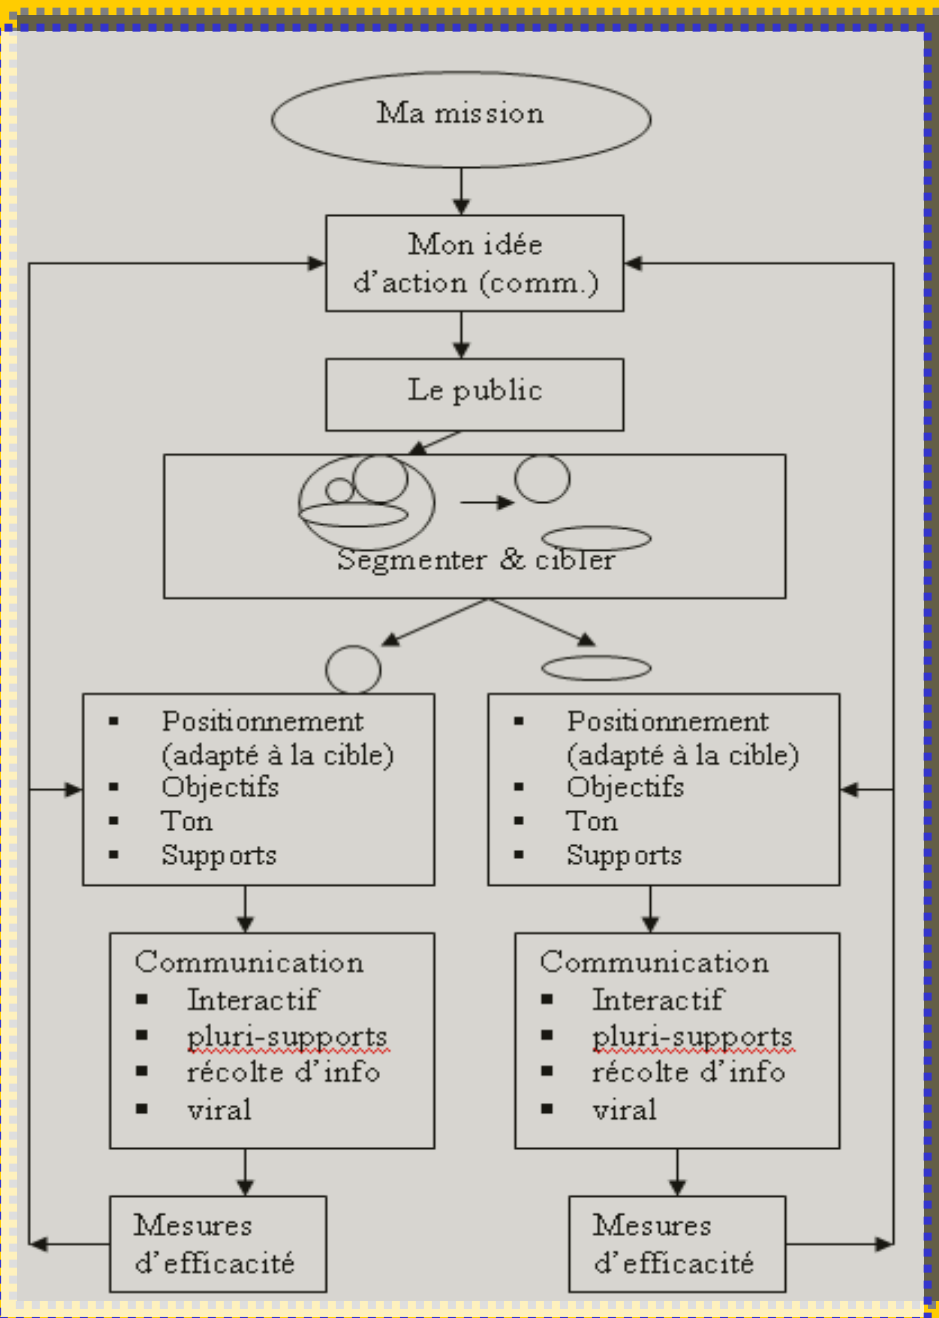 Ma mission
Mon idée
d'action (comm.)
Le public
Segmenter & cibler
▪ Positionnement
(adapté à la cible)
▪ Objectifs
▪ Ton
▪ Supports
▪ Positionnement
(adapté à la cible)
▪ Objectifs
▪ Ton
▪ Supports
Communication
▪ Interactif
▪ pluri-supports
▪ récolte d'info
▪ viral
Communication
▪ Interactif
▪ pluri-supports
▪ récolte d'info
▪ viral
Mesures
d'efficacité
Mesures
d'efficacité